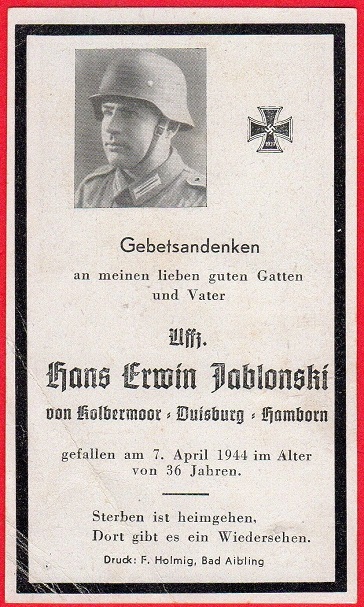 1939
Gebetsandenken
an meinen lieben guten Gatten
und Vater
Uffz.
Hans Erwin Jablonski
von Kolbermoor - Duisburg - Hamborn
gefallen am 7. April 1944 im Alter
von 36 Jahren.
Sterben ist heimgehen,
Dort gibt es ein Wiedersehen.
Druck: F. Holmig, Bad Aibling